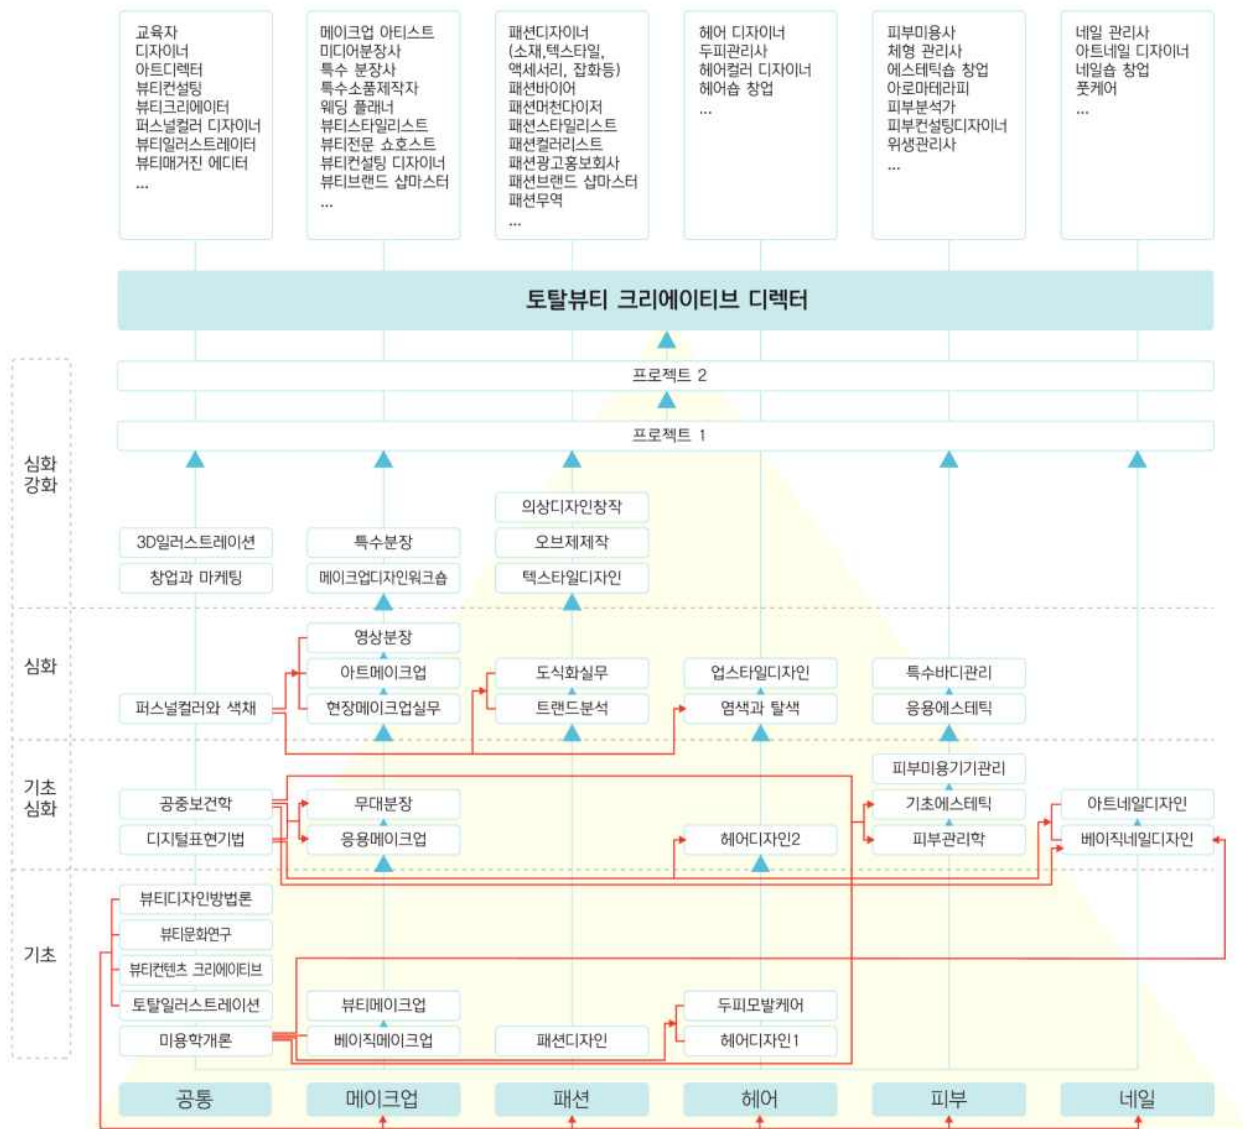 교육자
디자이너
아트디렉터
뷰티컨설팅
뷰티크리에이터
퍼스널컬러 디자이너
뷰티일러스트레이터
뷰티매거진 에디터
...
메이크업 아티스트
미디어분장사
특수 분장사
특수소품제작자
웨딩 플래너
뷰티스타일리스트
뷰티전문 쇼호스트
뷰티컨설팅 디자이너
뷰티브랜드 샵마스터
...
패션디자이너
(소재,텍스타일,
액세서리, 잡화등)
패션바이어
패션머천다이저
패션스타일리스트
패션컬러리스트
패션광고홍보회사
패션브랜드 샵마스터
패션무역
...
헤어 디자이너
두피관리사
헤어컬러 디자이너
헤어숍 창업
...
피부미용사
체형 관리사
에스테틱숍 창업
아로마테라피
피부분석가
피부컨설팅디자이너
위생관리사
...
네일 관리사
아트네일 디자이너
네일숍 창업
풋케어
...
토탈뷰티 크리에이티브 디렉터
프로젝트 2
프로젝트 1
심화
강화
의상디자인창작
3D일러스트레이션
특수분장
오브제제작
창업과 마케팅
메이크업디자인워크숍
텍스타일디자인
심화
영상분장
아트메이크업
도식화실무
업스타일디자인
특수바디관리
퍼스널컬러와 색채
현장메이크업실무
트랜드분석
염색과 탈색
응용에스테틱
기초
심화
피부미용기기관리
공중보건학
무대분장
기초에스테틱
아트네일디자인
디지털표현기법
응용메이크업
헤어디자인2
피부관리학
베이직네일디자인
기초
뷰티디자인방법론
뷰티문화연구
뷰티컨텐츠 크리에이티브
토탈일러스트레이션
뷰티메이크업
두피모발케어
미용학개론
베이직메이크업
패션디자인
헤어디자인1
공통
메이크업
패션
헤어
피부
네일